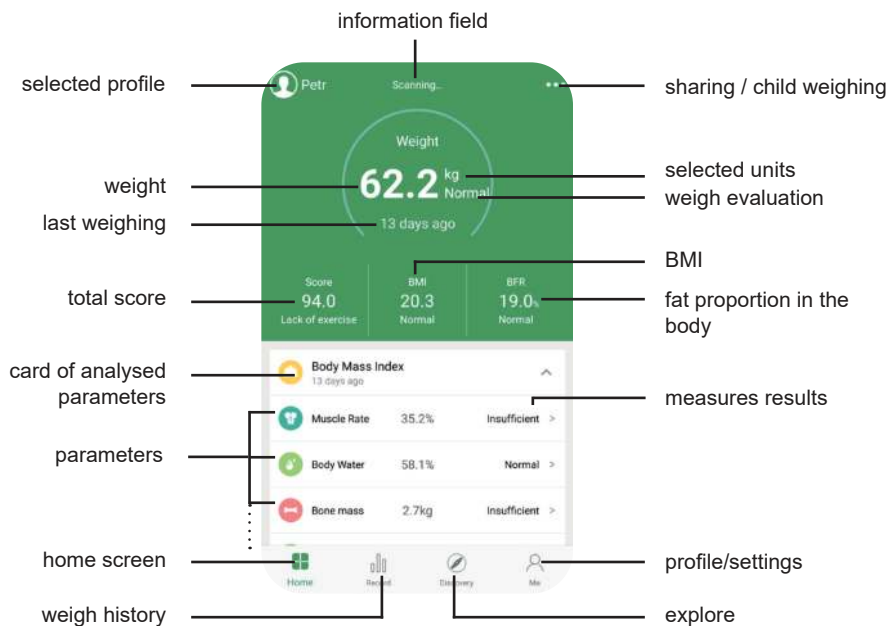 information field
selected profile
Petr
Scanning...
sharing / child weighing
Weight
weight
62.2 kg
Normal
selected units
weigh evaluation
last weighing
13 days ago
BMI
total score
Score
BMI
BFR
94.0
20.3
19.0%
Lack of exercise
Normal
Normal
fat proportion in the
body
card of analysed
parameters
Body Mass Index
13 days ago
measures results
parameters
Muscle Rate 35.2% Insufficient >
Body Water 58.1% Normal >
Bone mass 2.7kg Insufficient >
home screen
profile/settings
Home
Record
Discovery
Me
weigh history
explore